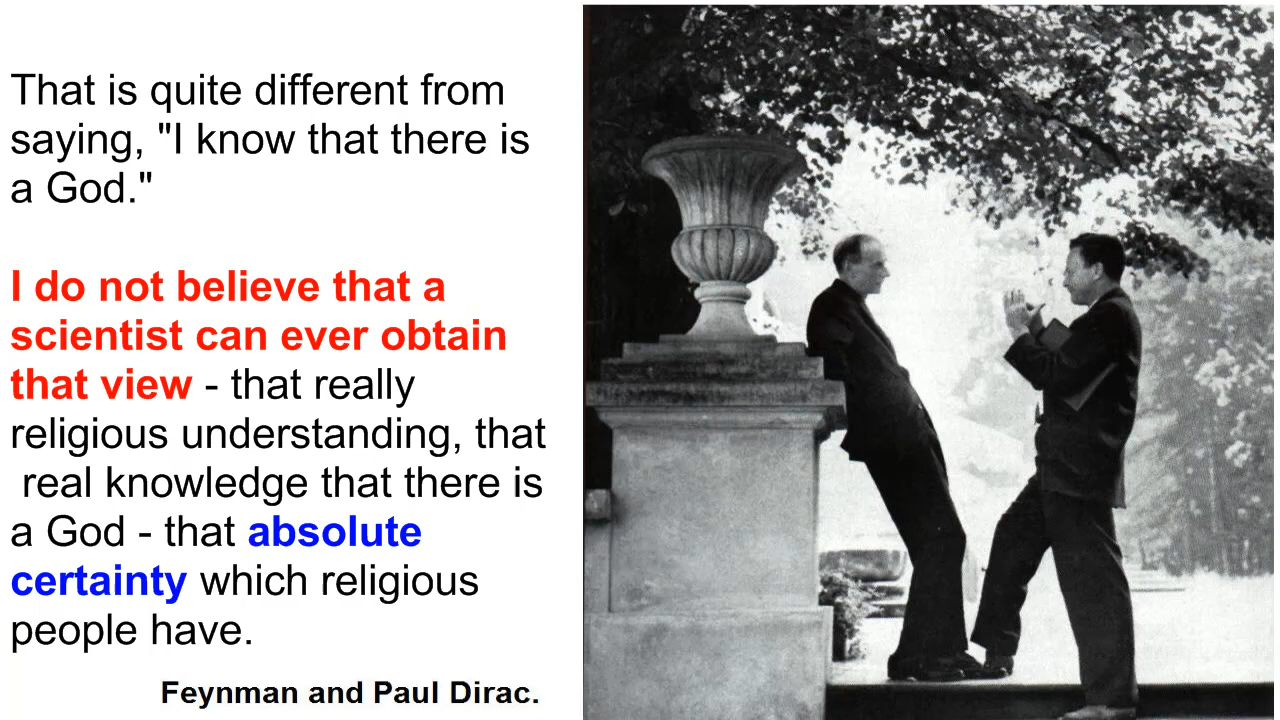 That is quite different from
saying, "I know that there is
a God."
I do not believe that a
scientist can ever obtain
that view - that really
religious understanding, that
real knowledge that there is
a God - that absolute
certainty which religious
people have.
Feynman and Paul Dirac.